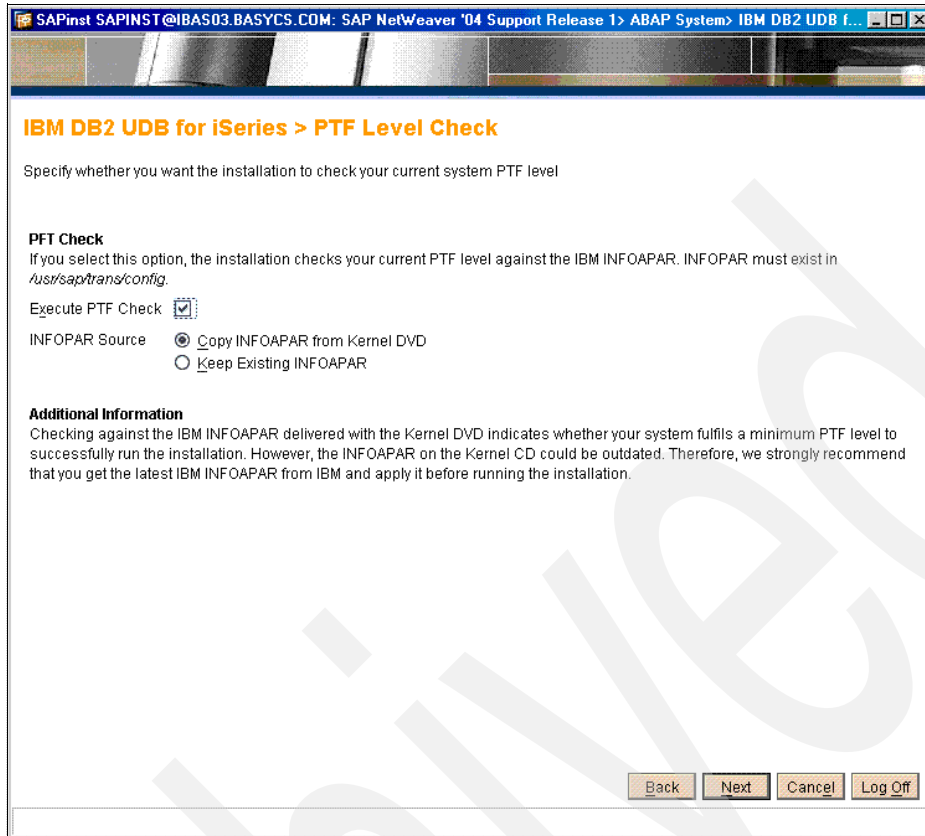 SAPinst SAPINST@IBAS03.BASYCS.COM: SAP NetWeaver '04 Support Release 1> ABAP System> IBM DB2 UDB f...
IBM DB2 UDB for iSeries > PTF Level Check
Specify whether you want the installation to check your current system PTF level
PFT Check
If you select this option, the installation checks your current PTF level against the IBM INFOAPAR. INFOPAR must exist in
/usr/sap/trans/config.
Execute PTF Check
INFOPAR Source
Copy INFOAPAR from Kernel DVD
Keep Existing INFOAPAR
Additional Information
Checking against the IBM INFOAPAR delivered with the Kernel DVD indicates whether your system fulfils a minimum PTF level to
successfully run the installation. However, the INFOAPAR on the Kernel CD could be outdated. Therefore, we strongly recommend
that you get the latest IBM INFOAPAR from IBM and apply it before running the installation.
Back Next Cancel Log Off